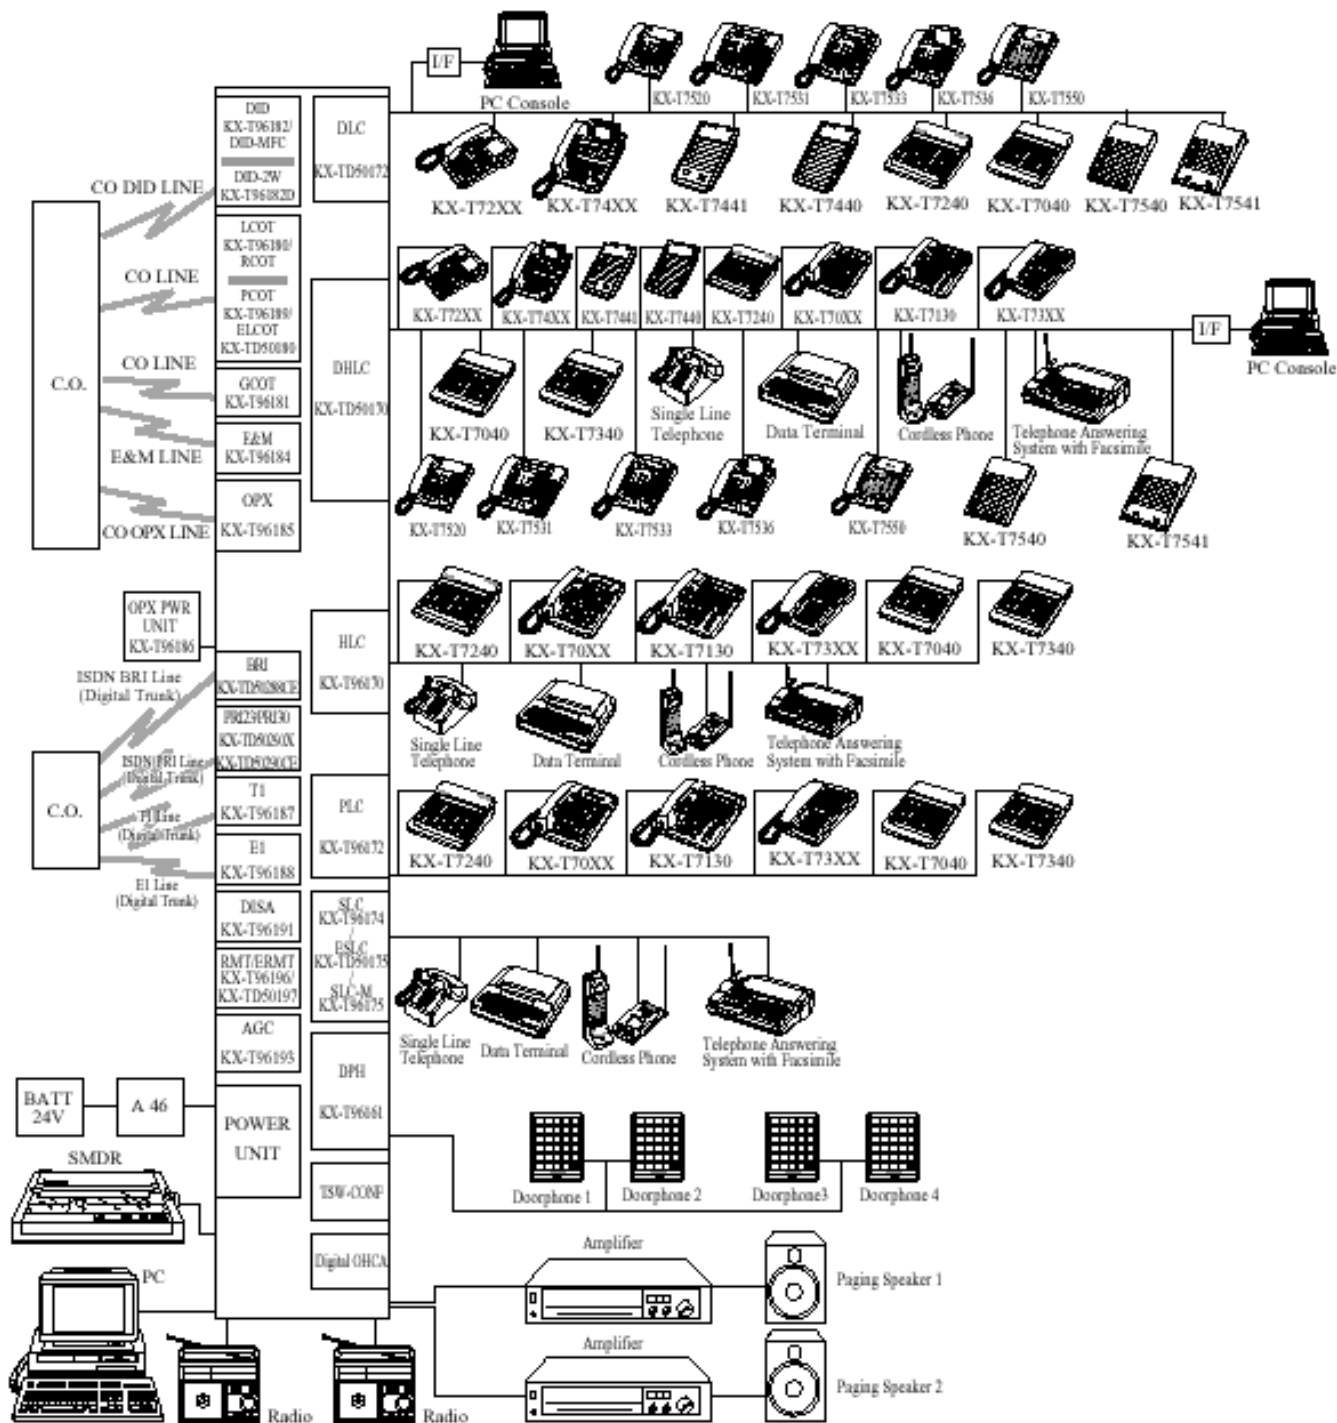 I/F
PC Console
KX-T7520
KX-T7531
KX-T7533
KX-T7536
KX-T7550
DID
KX-T96182/
DID-MFC
DID-2W
KX-T96182D
DLC
KX-TD50172
KX-T72XX
KX-T74XX
KX-T7441
KX-T7440
KX-T7240
KX-T7040
KX-T7540
KX-T7541
CO DID LINE
LCOT
KX-T96180/
RCOT
PCOT
KX-T96189/
ELCOT
KX-TD50180
CO LINE
C.O.
CO LINE
GCOT
KX-T96181
E&M
KX-T96184
E&M LINE
OPX
KX-T96185
CO OPX LINE
DHLC
KX-TD50170
KX-T72XX
KX-T74XX
KX-T7441
KX-T7440
KX-T7240
KX-T70XX
KX-T7130
KX-T73XX
I/F
PC Console
KX-T7040
KX-T7340
Single Line
Telephone
Data Terminal
Cordless Phone
Telephone Answering
System with Facsimile
KX-T7520
KX-T7531
KX-T7533
KX-T7536
KX-T7550
KX-T7540
KX-T7541
OPX PWR
UNIT
KX-T96186
HLC
KX-T96170
KX-T7240
KX-T70XX
KX-T7130
KX-T73XX
KX-T7040
KX-T7340
ISDN BRI Line
(Digital Trunk)
BRI
KX-TD50288CE
PRI23/PRI30
KX-TD50290X
KX-TD50290CE
Single Line
Telephone
Data Terminal
Cordless Phone
Telephone Answering
System with Facsimile
C.O.
ISDN PRI Line
(Digital Trunk)
T1
KX-T96187
T1 Line
(Digital Trunk)
E1
KX-T96188
E1 Line
(Digital Trunk)
PLC
KX-T96172
KX-T7240
KX-T70XX
KX-T7130
KX-T73XX
KX-T7040
KX-T7340
DISA
KX-T96191
RMT/ERMT
KX-T96196/
KX-TD50197
AGC
KX-T96193
SLC
KX-T96174
/
ESLC
KX-TD50175
/
SLC-M
KX-T96175
Single Line
Telephone
Data Terminal
Cordless Phone
Telephone Answering
System with Facsimile
DPH
KX-T96161
BATT
24V
A 46
POWER
UNIT
SMDR
TSW-CONF
Digital OHCA
Doorphone 1
Doorphone 2
Doorphone3
Doorphone 4
PC
Amplifier
Paging Speaker 1
Radio
Radio
Amplifier
Paging Speaker 2